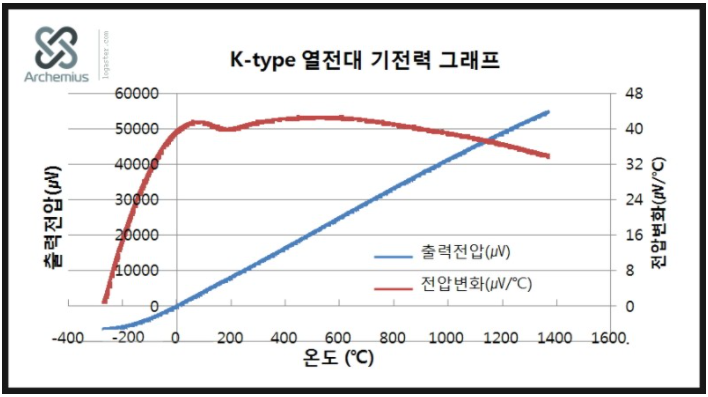 K-type 열전대 기전력 그래프
Archemius
logaster.com
60000
50000
40000
30000
20000
10000
0
48
40
32
24
16
8
0
출력전압(㎶)
전압변화(㎶/℃)
출력전압(㎶)
전압변화(㎶/℃)
-400 -200 0 200 400 600 800 1000 1200 1400 1600.
온도 (℃)